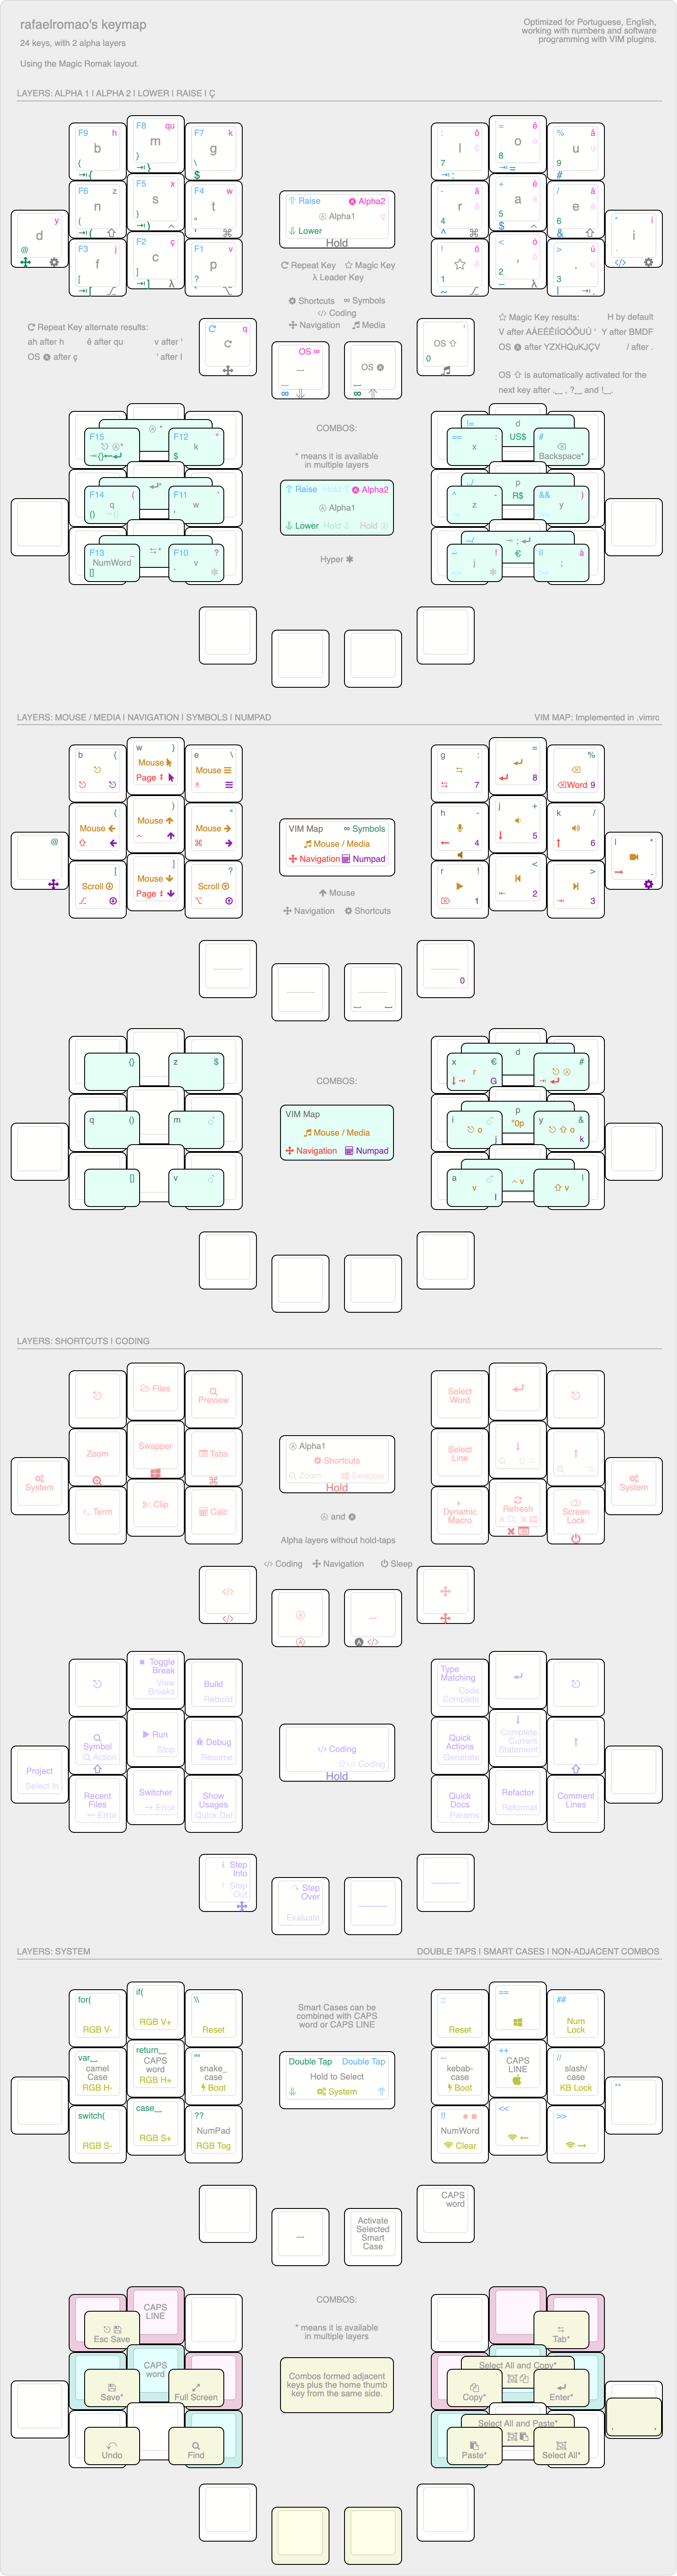 rafaelromao's keymap
24 keys, with 2 alpha layers
Using the Magic Romak layout.
Optimized for Portuguese, English,
working with numbers and software
programming with VIM plugins.
LAYERS: ALPHA 1 | ALPHA 2 | LOWER | RAISE | Ç
F9 h
b
{
F8 qu
m
}
F7 k
g
\
$
: ô
l
7
= ê
o
8
% â
u
9
#
F6 z
n
(
F5 x
s
)
F4 w
t
"
- ã
r
4
^
+ é
a
5
$
/ á
e
6
&
y
d
@
* í
i
.
F3 j
f
[
F2 ç
c
]
F1 p
v
?
!
1
~
< ó
,
2
_
> ú
.
3
|
Raise Alpha2
Alpha1 ç
Lower
Hold
Repeat Key Magic Key
λ Leader Key
Shortcuts ∞ Symbols
</> Coding
Navigation Media
Repeat Key alternate results:
ah after h ê after qu v after '
OS after ç ' after l
q
OS ∞
OS
OS
0
'
Magic Key results: H by default
V after AÀEÉÊIÍOÓÔUÚ ' Y after BMDF
OS after YZXHQuKJÇV / after .
OS is automatically activated for the
next key after .__ , ?__ and !__.
COMBOS:
* means it is available
in multiple layers
Raise Hold Alpha2
Alpha1
Lower Hold Hold
Hyper
F15
F12 *
k
$
F14 (
q
()
F11 '
w
F13 _
NumWord
[]
F10 ?
v
!=
d
US$
== :
x
#
Backspace*
p
R$
^ -
z
&& )
y
€
~ !
j
|| à
;
LAYERS: MOUSE / MEDIA | NAVIGATION | SYMBOLS | NUMPAD
VIM MAP: Implemented in .vimrc
b {
w }
Mouse
Page
e \
Mouse
g :
7
=
8
%
Word 9
(
Mouse
)
Mouse
"
Mouse
h -
4
j +
5
k /
6
@
l *
.
[
Scroll
]
Mouse
Page
?
Scroll
r !
1
<
2
>
3
VIM Map ∞ Symbols
Mouse / Media
Navigation Numpad
Mouse
Navigation Shortcuts
0
COMBOS:
VIM Map
Mouse / Media
Navigation Numpad
{}
z $
q ()
m
[]
v
d
x €
r
G
#
p
"0p
i
o
j
y &
o
k
v
a
v
|
v
LAYERS: SHORTCUTS | CODING
Files
Preview
Zoom
Swapper
Tabs
System
>_ Term
Clip
Calc
Alpha1
Shortcuts
Zoom Swapper
Hold
and
Alpha layers without hold-taps
</> Coding Navigation Sleep
Select
Word
Select
Line
System
Dynamic
Macro
Refresh
Screen
Lock
Toggle
Break
View
Breaks
Build
Rebuild
Symbol
Action
Run
Stop
Debug
Resume
Project
Select In
Recent
Files
← Error
Switcher
→ Error
Show
Usages
Quick Def
</> Coding
</> Coding
Hold
Type
Matching
Code
Complete
Quick
Actions
Generate
Complete
Current
Statement
Quick
Docs
Params
Refactor
Reformat
Comment
Lines
Step
Into
Step
Out
Step
Over
Evaluate
LAYERS: SYSTEM
DOUBLE TAPS | SMART CASES | NON-ADJACENT COMBOS
for(
RGB V-
if(
RGB V+
\\
Reset
var__
camel
Case
RGB H-
return__
CAPS
word
RGB H+
""
snake_
case
Boot
switch(
RGB S-
case__
RGB S+
??
NumPad
RGB Tog
Smart Cases can be
combined with CAPS
word or CAPS LINE
Double Tap Double Tap
Hold to Select
System
::
Reset
==
##
Num
Lock
--
kebab-
case
Boot
++
CAPS
LINE
//
slash/
case
KB Lock
**
!!
NumWord
Clear
<<
←
>>
→
Activate
Selected
Smart
Case
CAPS
word
COMBOS:
* means it is available
in multiple layers
Combos formed adjacent
keys plus the home thumb
key from the same side.
CAPS
LINE
Esc Save
CAPS
word
Save*
Full Screen
Undo
Find
Tab*
Select All and Copy*
Copy*
Enter*
Select All and Paste*
Paste*
Select All*